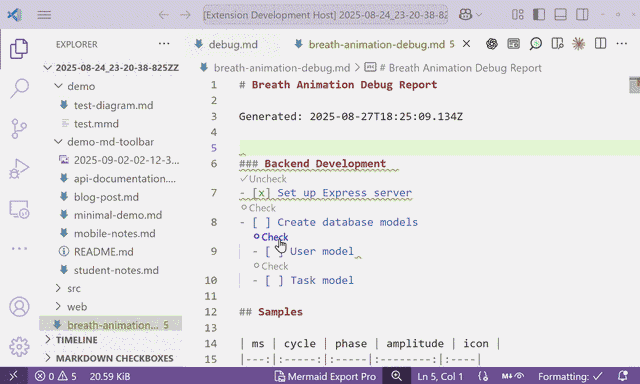 [Extension Development Host] 2025-08-24_23-20-38-82
EXPLORER
debug.md
breath-animation-debug.md 5
2025-08-24_23-20-38-825ZZ
demo
test-diagram.md
test.mmd
demo-md-toolbar
2025-09-02-02-12-3...
api-documentation....
blog-post.md
minimal-demo.md
mobile-notes.md
README.md
student-notes.md
src
web
breath-animation... 5
TIMELINE
MARKDOWN CHECKBOXES
breath-animation-debug.md > # Breath Animation Debug Report
1 # Breath Animation Debug Report
2
3 Generated: 2025-08-27T18:25:09.134Z
4
5
6 ### Backend Development
Uncheck
7 - [x] Set up Express server
Check
8 - [ ] Create database models
Check
9 - [ ] User model
Check
10 - [ ] Task model
11
12 ## Samples
13
14 | ms | cycle | phase | amplitude | icon |
15 |---:|:-----:|:-----|:--------:|:----|
0 5 20.59 KiB Mermaid Export Pro Ln 5, Col 1 Formatting: ✓